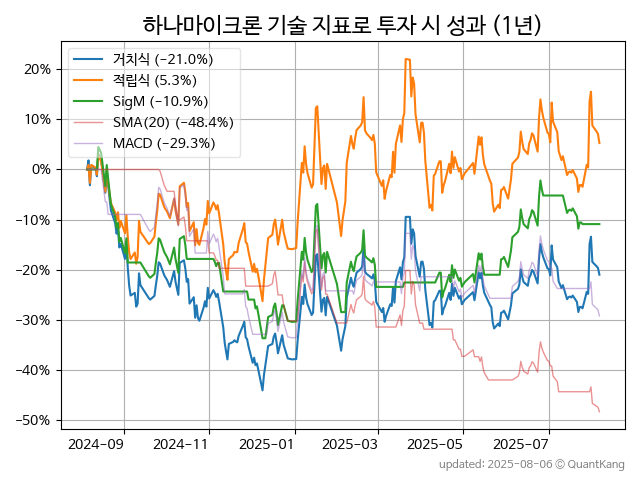 하나마이크론 기술 지표로 투자 시 성과 (1년)
거치식 (−21.0%)
적립식 (5.3%)
SigM (−10.9%)
SMA(20) (−48.4%)
MACD (−29.3%)
20%
10%
0%
−10%
−20%
−30%
−40%
−50%
2024-09 2024-11 2025-01 2025-03 2025-05 2025-07
updated: 2025-08-06 © QuantKang